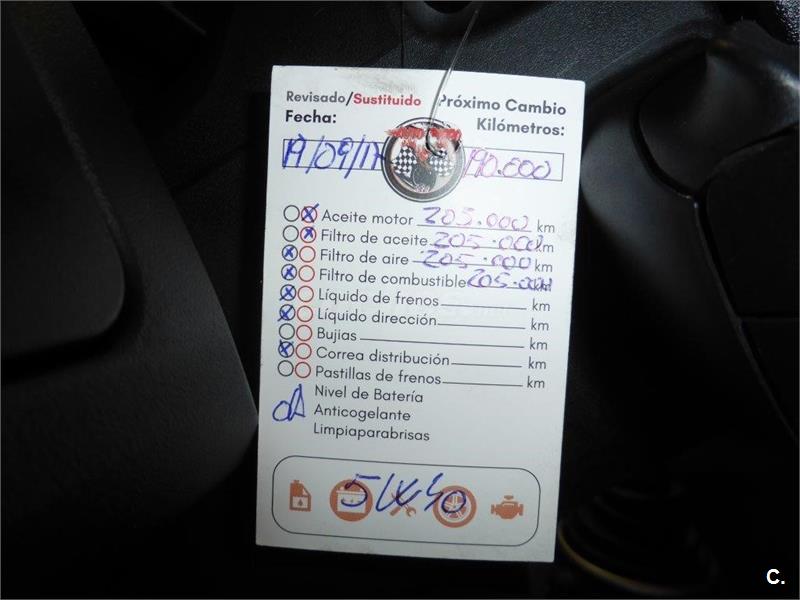 Revisado/Sustituido Próximo Cambio
Fecha: Kilómetros:
19/09/17 190.000
Aceite motor 205.000 km
Filtro de aceite 205.000 km
Filtro de aire 205.000 km
Filtro de combustible 205.000 km
Líquido de frenos km
Líquido dirección km
Bujias km
Correa distribución km
Pastillas de frenos km
Nivel de Batería
Anticogelante
Limpiaparabrisas
5W40
C.